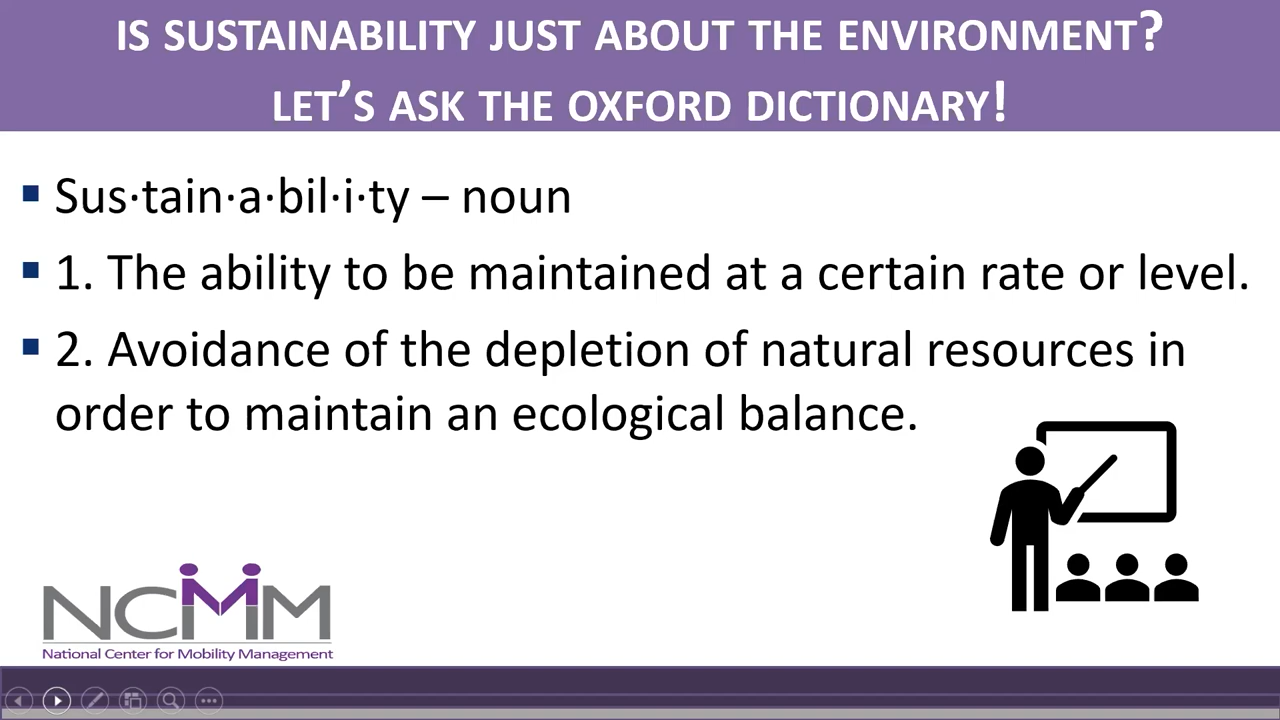 IS SUSTAINABILITY JUST ABOUT THE ENVIRONMENT?
LET'S ASK THE OXFORD DICTIONARY!
Sus·tain·a·bil·i·ty – noun
1. The ability to be maintained at a certain rate or level.
2. Avoidance of the depletion of natural resources in
order to maintain an ecological balance.
NCMM
National Center for Mobility Management